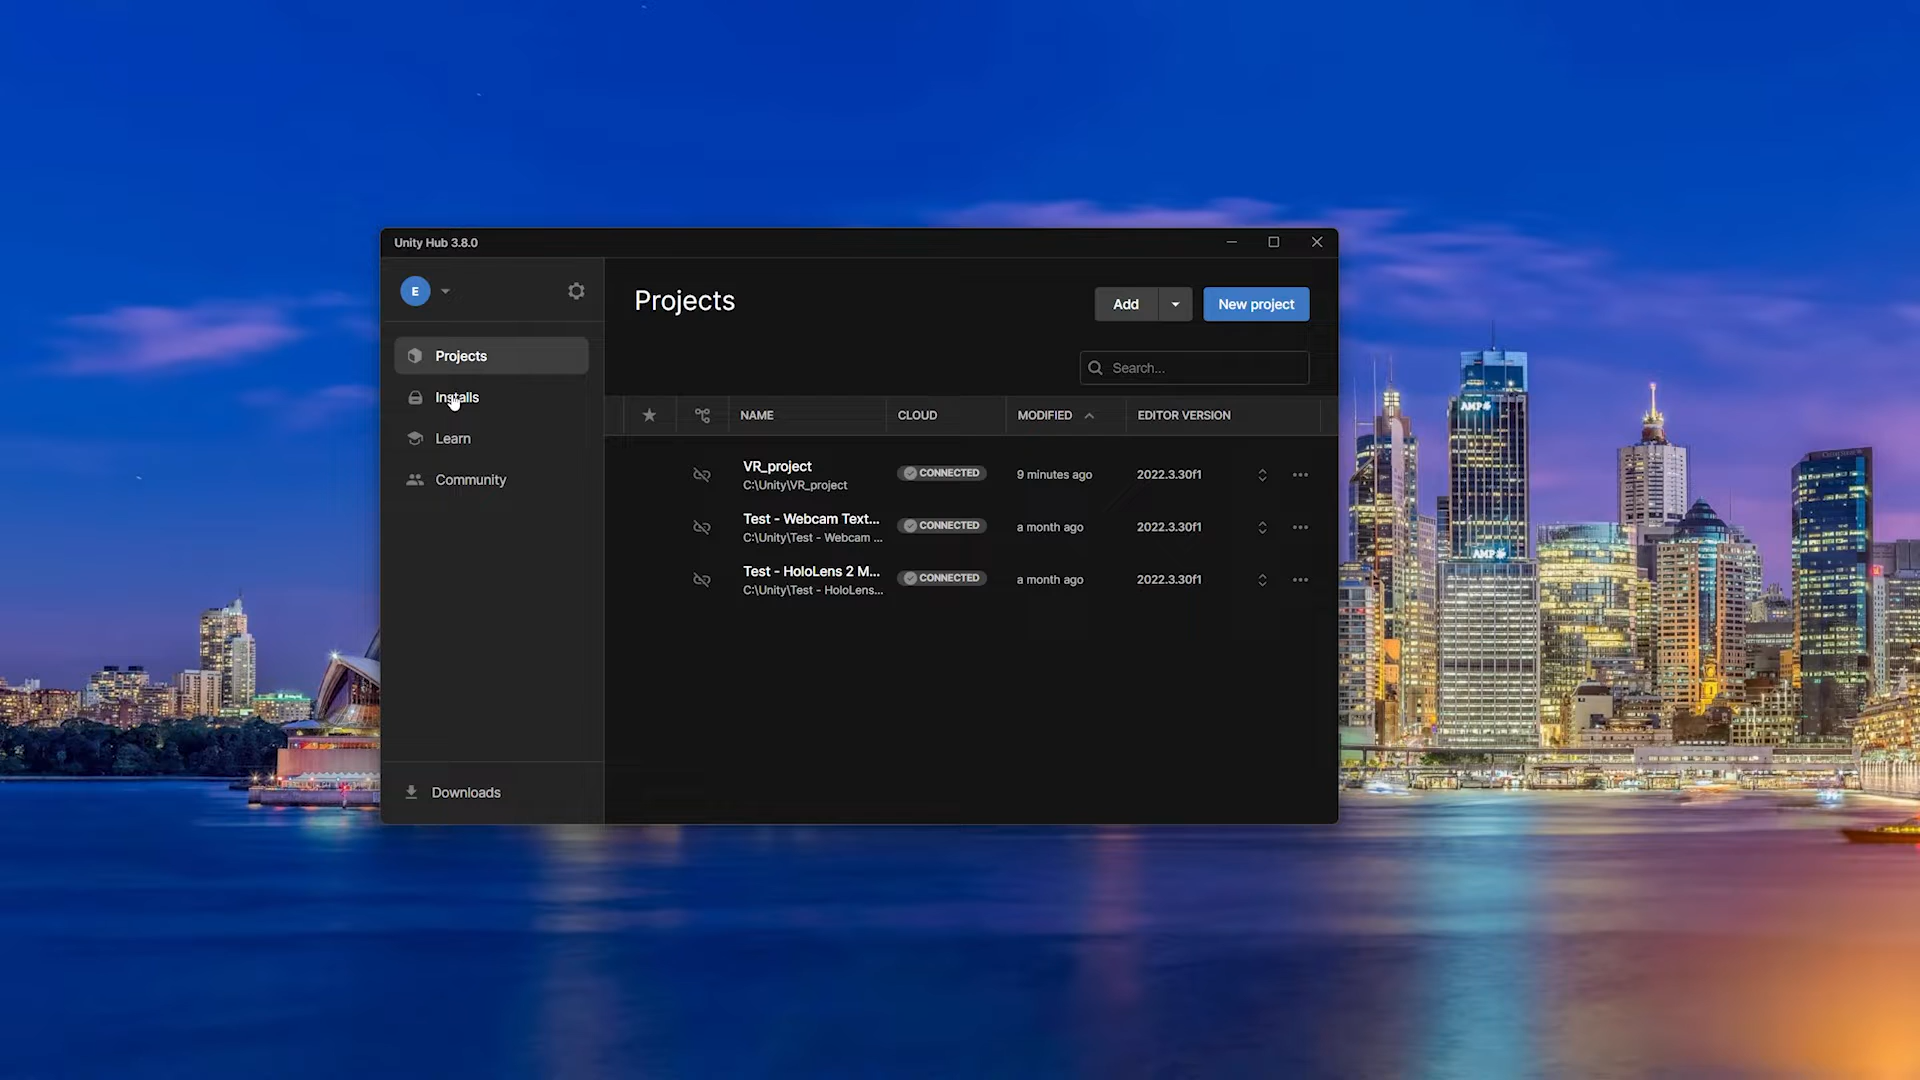 Unity Hub 3.8.0
E
Projects
Installs
Learn
Community
Downloads
Projects
Add
New project
Search...
NAME
CLOUD
MODIFIED
EDITOR VERSION
VR_project
C:\Unity\VR_project
CONNECTED
9 minutes ago
2022.3.30f1
Test - Webcam Text...
C:\Unity\Test - Webcam ...
CONNECTED
a month ago
2022.3.30f1
Test - HoloLens 2 M...
C:\Unity\Test - HoloLens...
CONNECTED
a month ago
2022.3.30f1
AMP
AMP